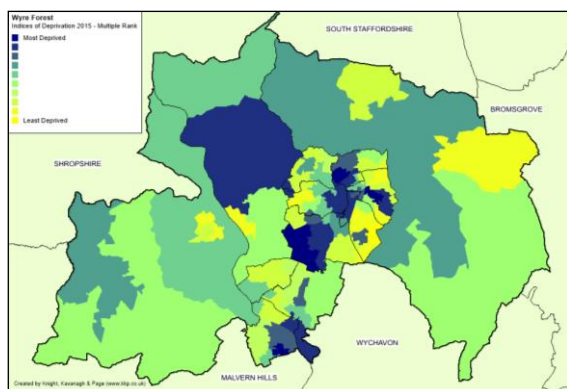 Wyre Forest
Indices of Deprivation 2015 - Multiple Rank
Most Deprived
Least Deprived
SOUTH STAFFORDSHIRE
BROMSGROVE
SHROPSHIRE
WYCHAVON
MALVERN HILLS
Created by Knight, Kavanagh & Page (www.kkp.co.uk)